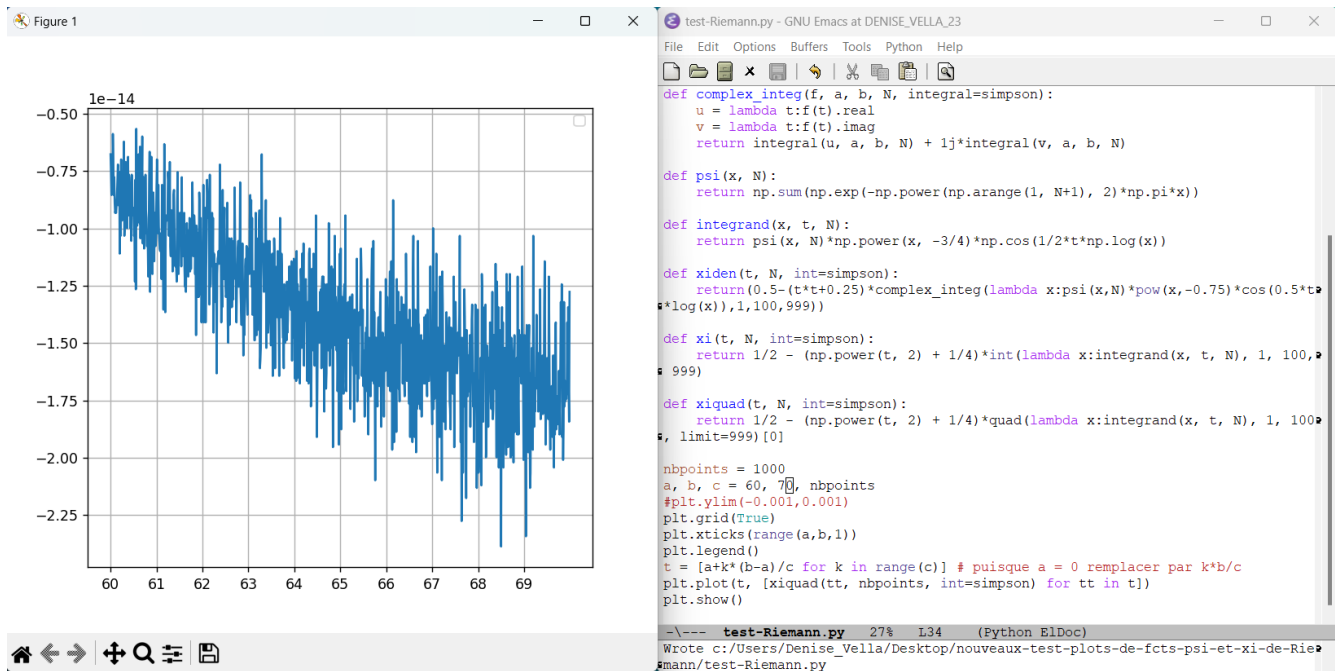 Figure 1
1e−14
−0.50
−0.75
−1.00
−1.25
−1.50
−1.75
−2.00
−2.25
60 61 62 63 64 65 66 67 68 69
test-Riemann.py - GNU Emacs at DENISE_VELLA_23
File Edit Options Buffers Tools Python Help
def complex_integ(f, a, b, N, integral=simpson):
    u = lambda t:f(t).real
    v = lambda t:f(t).imag
    return integral(u, a, b, N) + 1j*integral(v, a, b, N)
def psi(x, N):
    return np.sum(np.exp(-np.power(np.arange(1, N+1), 2)*np.pi*x))
def integrand(x, t, N):
    return psi(x, N)*np.power(x, -3/4)*np.cos(1/2*t*np.log(x))
def xiden(t, N, int=simpson):
    return(0.5-(t*t+0.25)*complex_integ(lambda x:psi(x,N)*pow(x,-0.75)*cos(0.5*t
*log(x)),1,100,999))
def xi(t, N, int=simpson):
    return 1/2 - (np.power(t, 2) + 1/4)*int(lambda x:integrand(x, t, N), 1, 100,
 999)
def xiquad(t, N, int=simpson):
    return 1/2 - (np.power(t, 2) + 1/4)*quad(lambda x:integrand(x, t, N), 1, 100
, limit=999)[0]
nbpoints = 1000
a, b, c = 60, 70, nbpoints
#plt.ylim(-0.001,0.001)
plt.grid(True)
plt.xticks(range(a,b,1))
plt.legend()
t = [a+k*(b-a)/c for k in range(c)] # puisque a = 0 remplacer par k*b/c
plt.plot(t, [xiquad(tt, nbpoints, int=simpson) for tt in t])
plt.show()
-\--- test-Riemann.py 27% L34 (Python ElDoc)
Wrote c:/Users/Denise_Vella/Desktop/nouveaux-test-plots-de-fcts-psi-et-xi-de-Rie
mann/test-Riemann.py